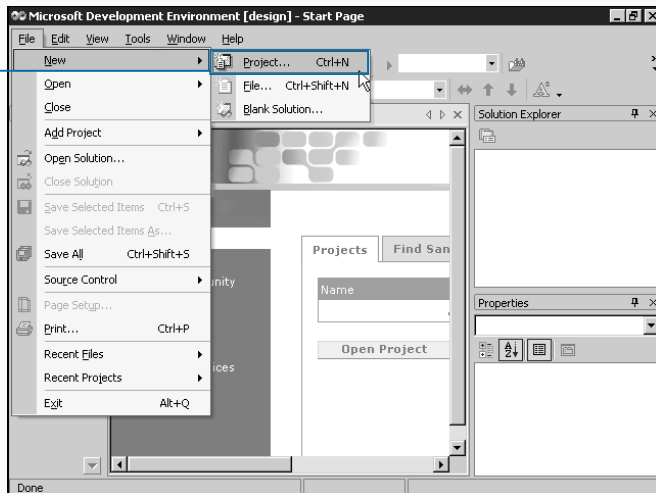 Microsoft Development Environment [design] - Start Page
File Edit View Tools Window Help
New
Project... Ctrl+N
File... Ctrl+Shift+N
Blank Solution...
Open
Close
Add Project
Open Solution...
Close Solution
Save Selected Items Ctrl+S
Save Selected Items As...
Save All Ctrl+Shift+S
Source Control
Page Setup...
Print... Ctrl+P
Recent Files
Recent Projects
Exit Alt+Q
unity
ices
Projects Find San
Name
Open Project
Solution Explorer
Properties
Done